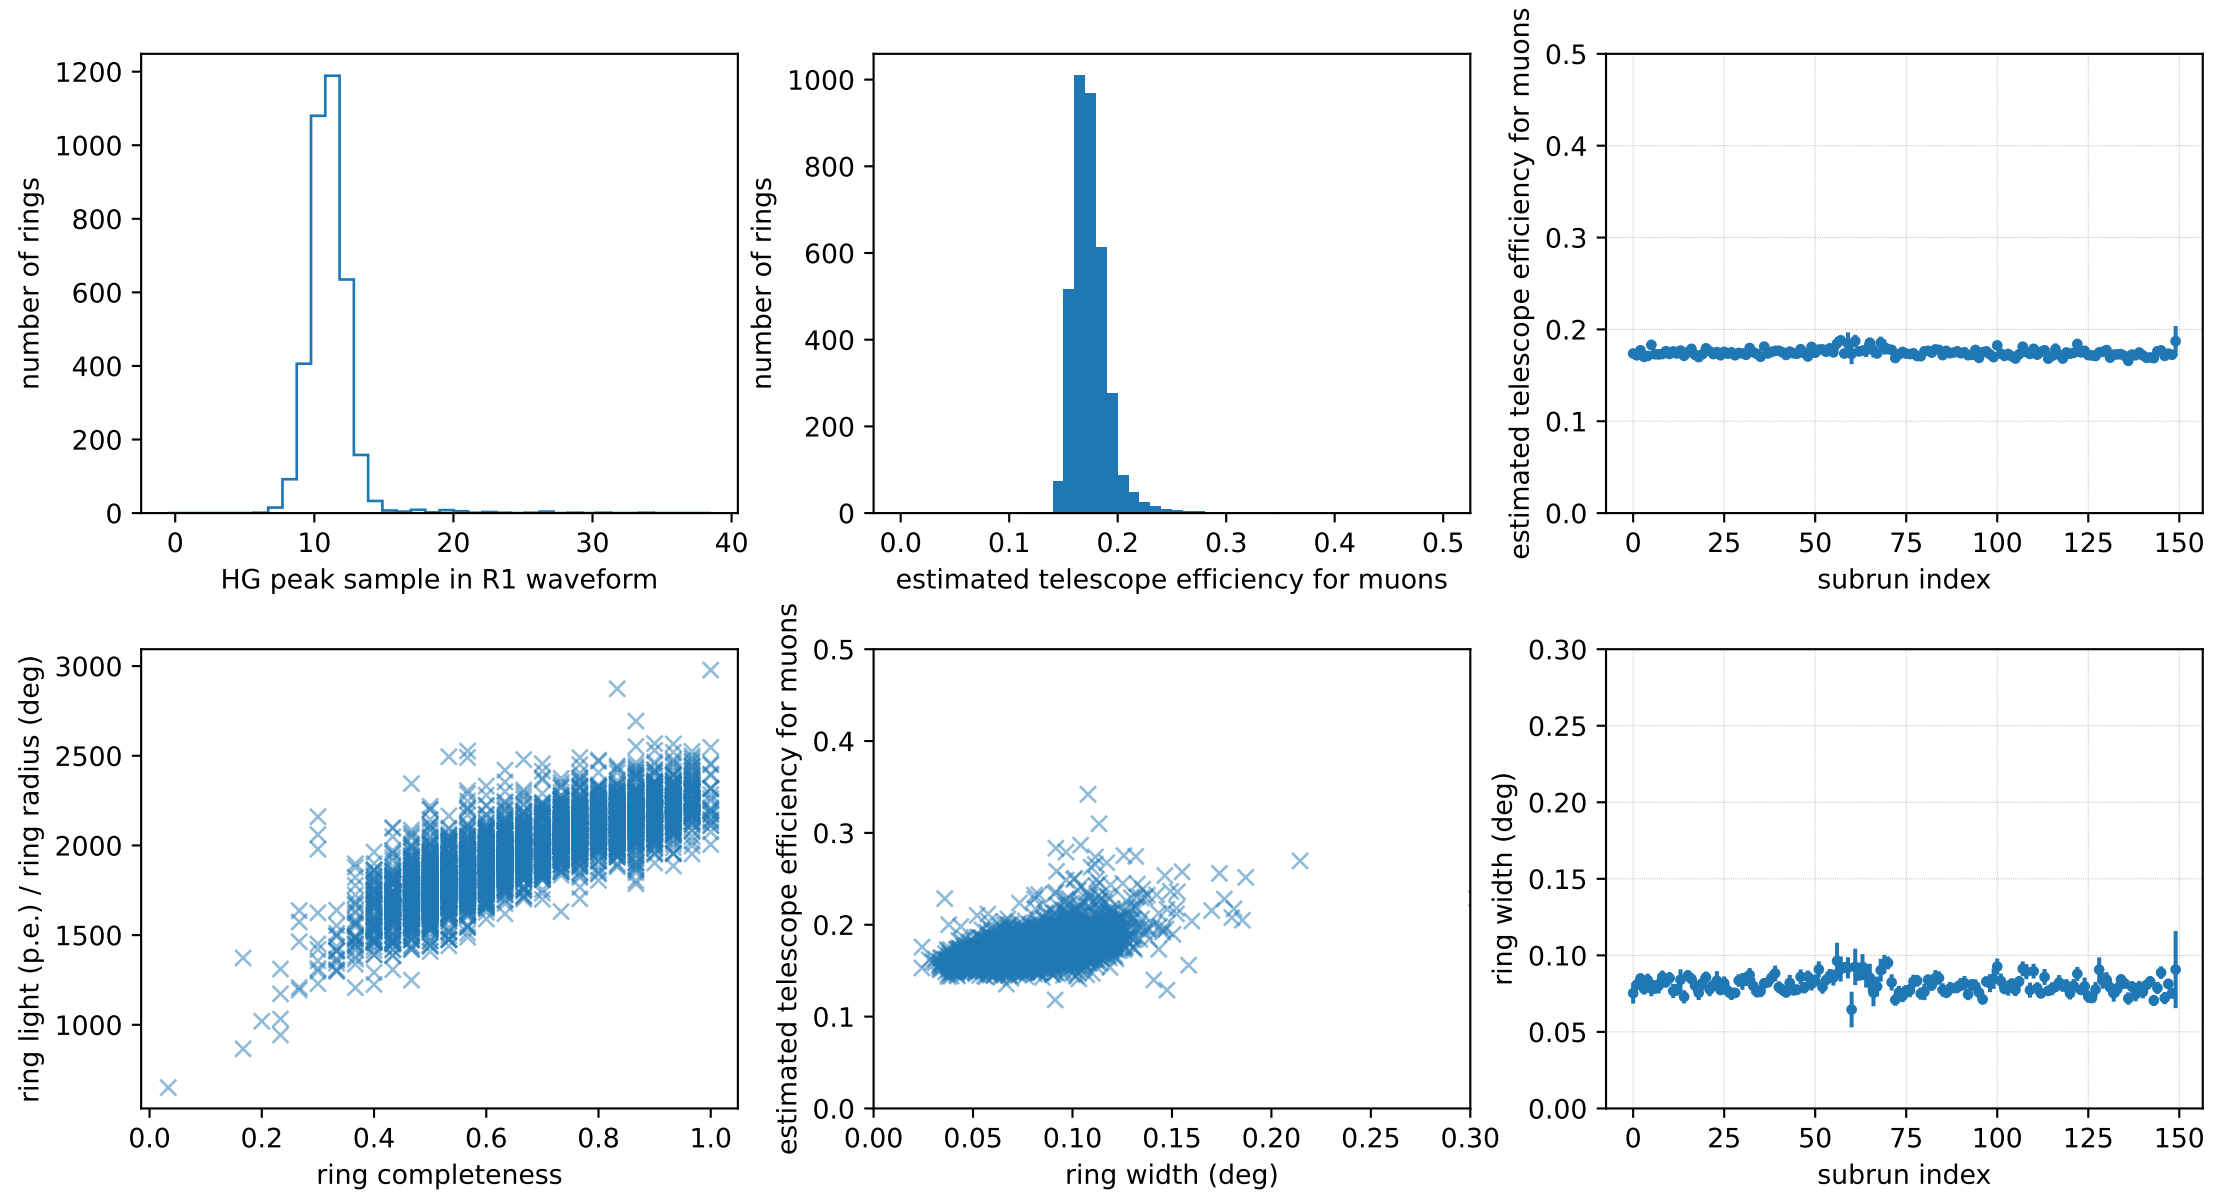 1200
1000
800
600
400
200
0
number of rings
0 10 20 30 40
HG peak sample in R1 waveform
1000
800
600
400
200
0
number of rings
0.0 0.1 0.2 0.3 0.4 0.5
estimated telescope efficiency for muons
0.5
0.4
0.3
0.2
0.1
0.0
estimated telescope efficiency for muons
0 25 50 75 100 125 150
subrun index
3000
2500
2000
1500
1000
ring light (p.e.) / ring radius (deg)
0.0 0.2 0.4 0.6 0.8 1.0
ring completeness
0.5
0.4
0.3
0.2
0.1
0.0
estimated telescope efficiency for muons
0.00 0.05 0.10 0.15 0.20 0.25 0.30
ring width (deg)
0.30
0.25
0.20
0.15
0.10
0.05
0.00
ring width (deg)
0 25 50 75 100 125 150
subrun index